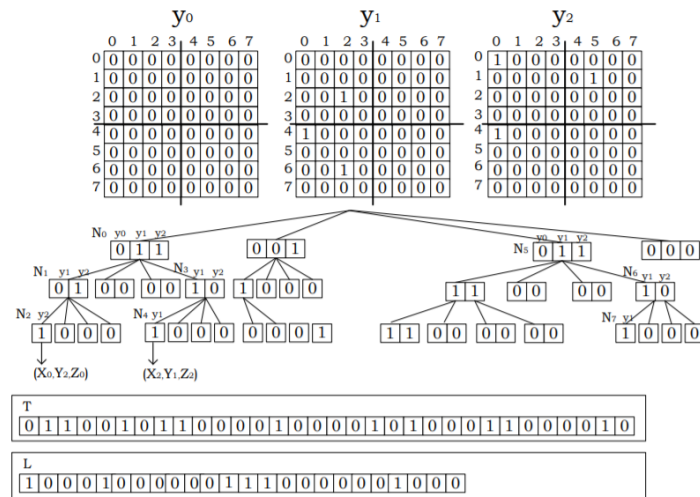 y0 y1 y2
0 1 2 3 4 5 6 7 0 1 2 3 4 5 6 7 0 1 2 3 4 5 6 7
0 0 0 0 0 0 0 0 0 0 0 0 0 0 0 0 0 0 0 1 0 0 0 0 0 0 0
1 0 0 0 0 0 0 0 0 1 0 0 0 0 0 0 0 0 1 0 0 0 0 0 1 0 0
2 0 0 0 0 0 0 0 0 2 0 0 1 0 0 0 0 0 2 0 0 0 0 0 0 0 0
3 0 0 0 0 0 0 0 0 3 0 0 0 0 0 0 0 0 3 0 0 0 0 0 0 0 0
4 0 0 0 0 0 0 0 0 4 1 0 0 0 0 0 0 0 4 1 0 0 0 0 0 0 0
5 0 0 0 0 0 0 0 0 5 0 0 0 0 0 0 0 0 5 0 0 0 0 0 0 0 0
6 0 0 0 0 0 0 0 0 6 0 0 1 0 0 0 0 0 6 0 0 0 0 0 0 0 0
7 0 0 0 0 0 0 0 0 7 0 0 0 0 0 0 0 0 7 0 0 0 0 0 0 0 0
N0 y0 y1 y2 N5 y0 y1 y2
0 1 1 0 0 1 0 1 1 0 0 0
N1 y1 y2 N3 y1 y2 N6 y1 y2
0 1 0 0 0 0 1 0 1 0 0 0 1 1 0 0 0 0 1 0
N2 y2 N4 y1 N7 y1
1 0 0 0 1 0 0 0 0 0 0 1 1 1 0 0 0 0 0 0 1 0 0 0
(X0,Y2,Z0) (X2,Y1,Z2)
T
0 1 1 0 0 1 0 1 1 0 0 0 0 1 0 0 0 0 1 0 1 0 0 0 1 1 0 0 0 0 1 0
L
1 0 0 0 1 0 0 0 0 0 0 1 1 1 0 0 0 0 0 0 1 0 0 0